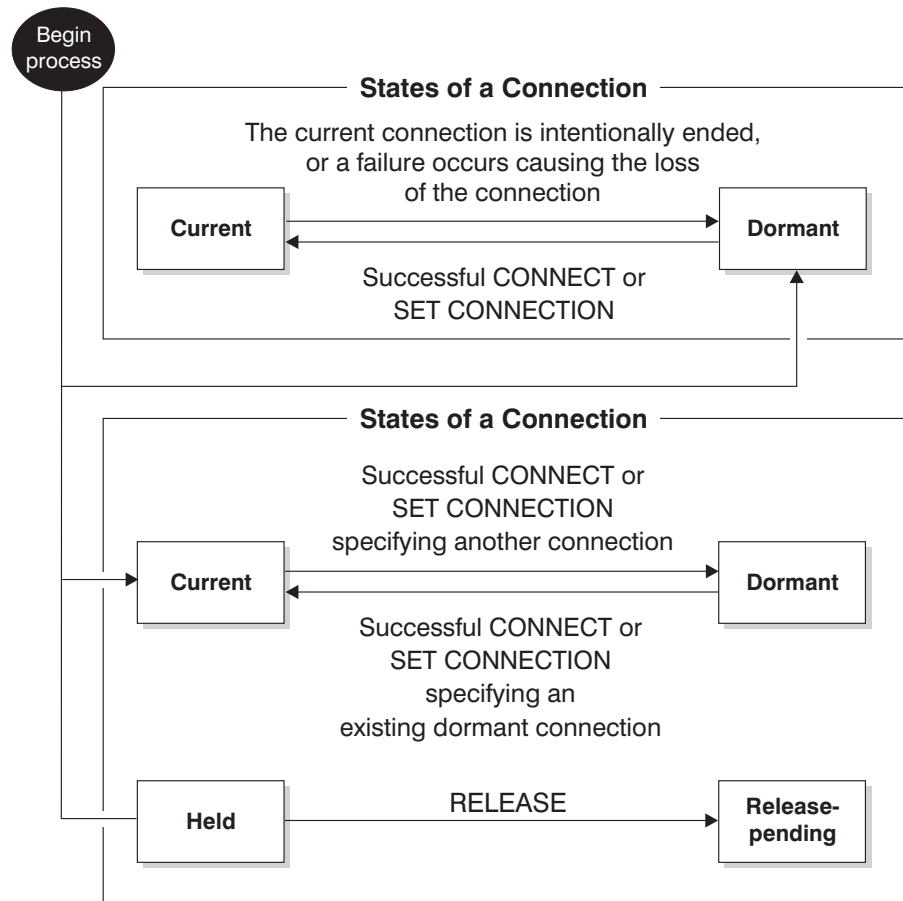 Begin
process
States of a Connection
The current connection is intentionally ended,
or a failure occurs causing the loss
of the connection
Current
Dormant
Successful CONNECT or
SET CONNECTION
States of a Connection
Successful CONNECT or
SET CONNECTION
specifying another connection
Current
Dormant
Successful CONNECT or
SET CONNECTION
specifying an
existing dormant connection
Held
RELEASE
Release-
pending